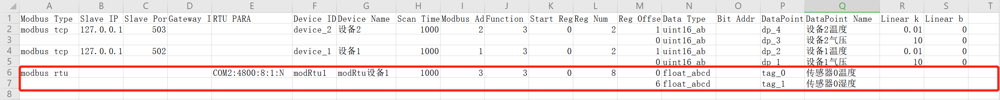 A B C D E F G H I J K L M N O P Q R S T
1 Modbus Type Slave IP Slave Por Gateway I RTU PARA Device ID Device Name Scan Time Modbus Ad Function Start Reg Reg Num Reg Offse Data Type Bit Addr DataPoint DataPoint Name Linear k Linear b
2 modbus tcp 127.0.0.1 503 device_2 设备2 1000 2 3 0 2 1 uint16_ab dp_4 设备2温度 0.01 0
3 0 uint16_ab dp_3 设备2气压 10 0
4 modbus tcp 127.0.0.1 502 device_1 设备1 1000 1 3 0 2 1 uint16_ab dp_2 设备1温度 0.01 0
5 0 uint16_ab dp_1 设备1气压 10 0
6 modbus rtu COM2:4800:8:1:N modRtu1 modRtu设备1 1000 3 3 0 8 0 float_abcd tag_0 传感器0温度
7 6 float_abcd tag_1 传感器0湿度
8